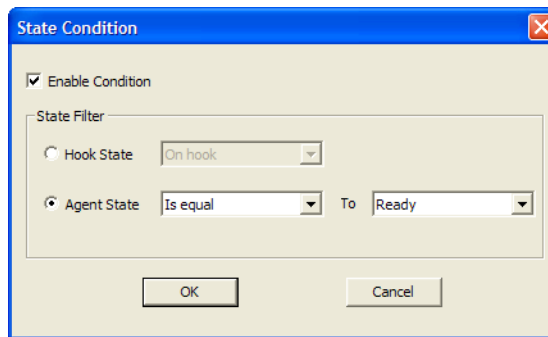 State Condition
Enable Condition
State Filter
Hook State On hook
Agent State Is equal To Ready
OK Cancel